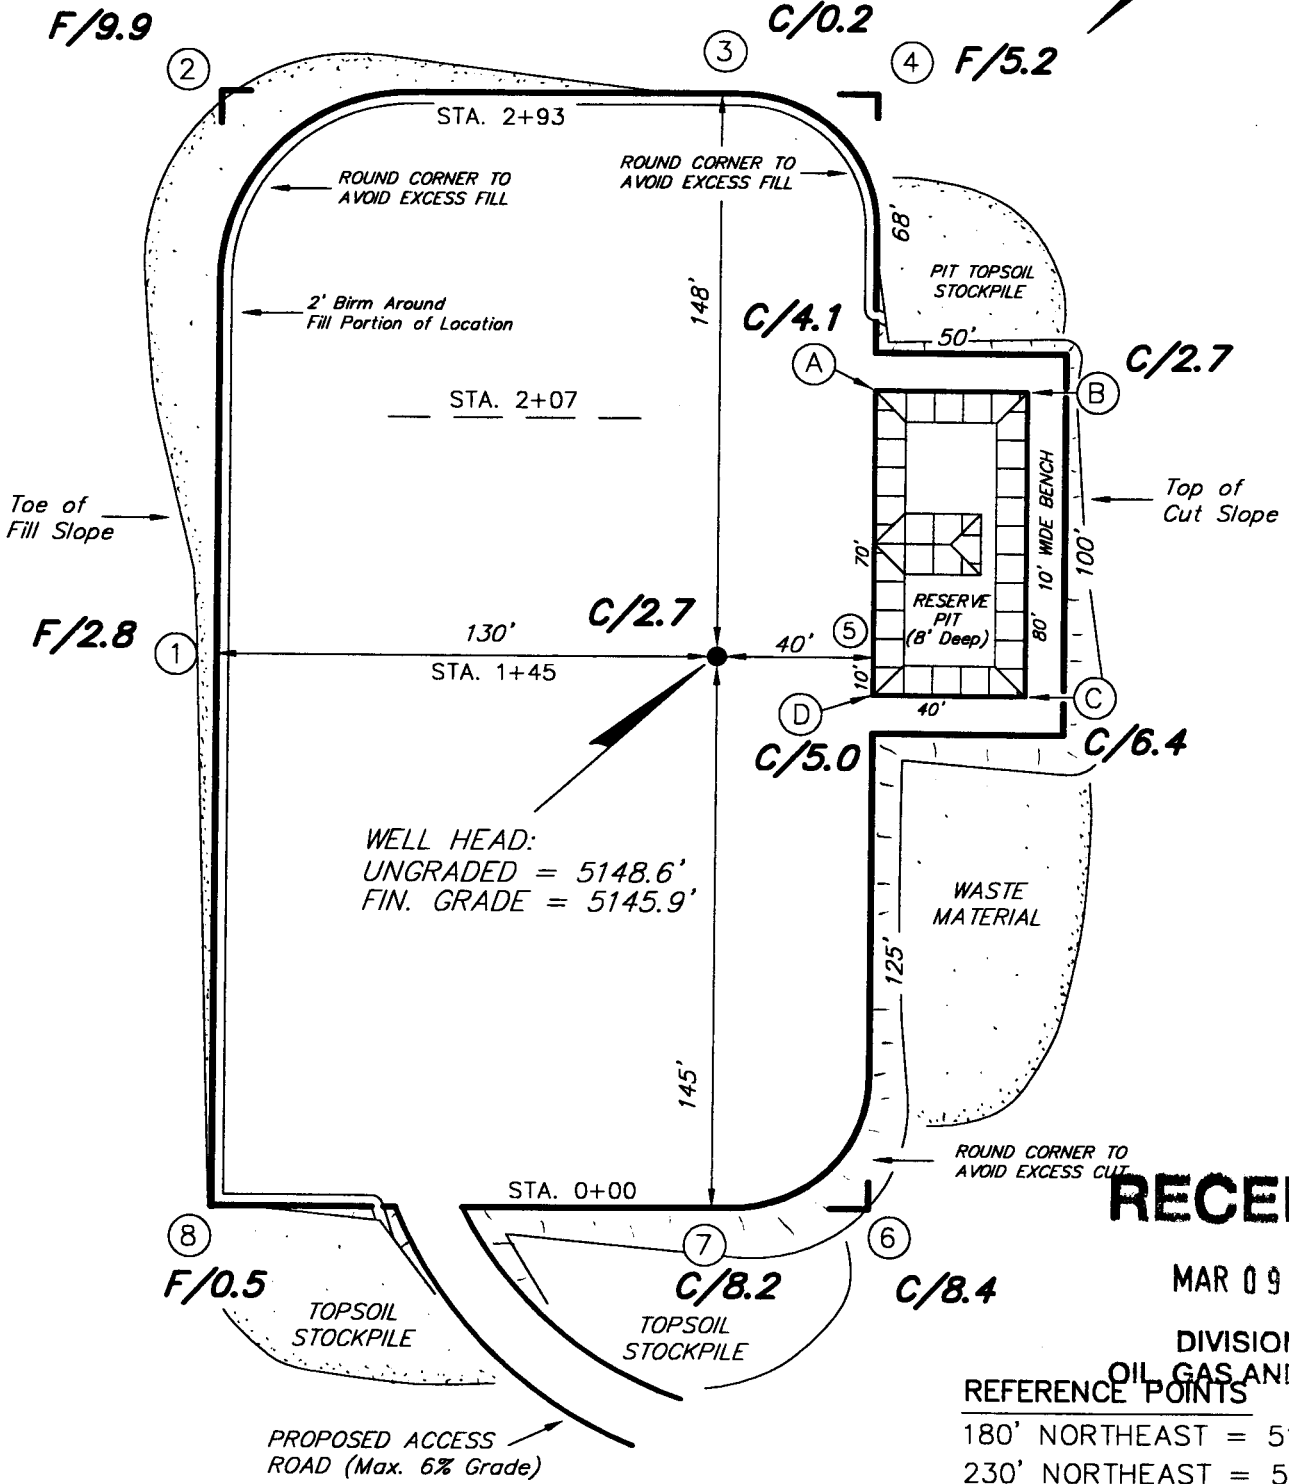 F/9.9
C/0.2
2
3
4
F/5.2
STA. 2+93
ROUND CORNER TO
AVOID EXCESS FILL
ROUND CORNER TO
AVOID EXCESS FILL
68'
PIT TOPSOIL
STOCKPILE
2' Birm Around
Fill Portion of Location
148'
C/4.1
50'
A
C/2.7
B
STA. 2+07
Toe of
Fill Slope
10' WIDE BENCH
Top of
Cut Slope
100'
70'
RESERVE
PIT
(8' Deep)
80'
F/2.8
1
130'
STA. 1+45
C/2.7
40'
5
10'
D
40'
C
C/5.0
C/6.4
WELL HEAD:
UNGRADED = 5148.6'
FIN. GRADE = 5145.9'
WASTE
MATERIAL
125'
145'
ROUND CORNER TO
AVOID EXCESS CUT
STA. 0+00
8
7
6
F/0.5
C/8.2
C/8.4
TOPSOIL
STOCKPILE
TOPSOIL
STOCKPILE
PROPOSED ACCESS
ROAD (Max. 6% Grade)
MAR 09
OIL, GAS AND
REFERENCE POINTS
180' NORTHEAST =
230' NORTHEAST =